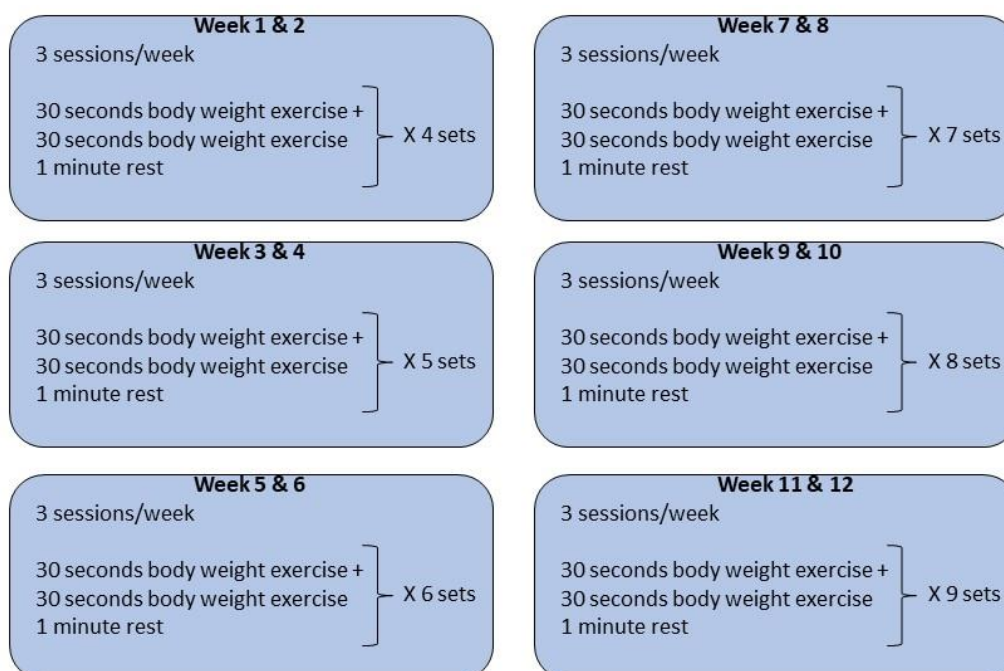 Week 1 & 2
3 sessions/week
30 seconds body weight exercise +
30 seconds body weight exercise
1 minute rest
X 4 sets
Week 3 & 4
3 sessions/week
30 seconds body weight exercise +
30 seconds body weight exercise
1 minute rest
X 5 sets
Week 5 & 6
3 sessions/week
30 seconds body weight exercise +
30 seconds body weight exercise
1 minute rest
X 6 sets
Week 7 & 8
3 sessions/week
30 seconds body weight exercise +
30 seconds body weight exercise
1 minute rest
X 7 sets
Week 9 & 10
3 sessions/week
30 seconds body weight exercise +
30 seconds body weight exercise
1 minute rest
X 8 sets
Week 11 & 12
3 sessions/week
30 seconds body weight exercise +
30 seconds body weight exercise
1 minute rest
X 9 sets